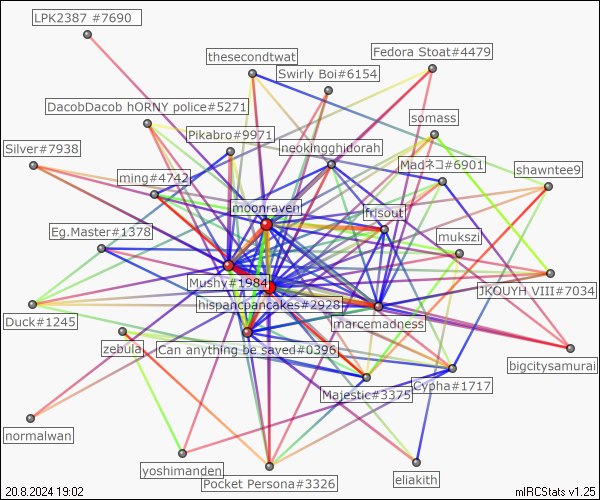 LPK2387 #7690
thesecondtwat
Fedora Stoat#4479
Swirly Boi#6154
DacobDacob hORNY police#5271
somass
Pikabro#9971
Silver#7938
neokingghidorah
Madネコ#6901
shawntee9
ming#4742
moonraven
frisout
Eg.Master#1378
mukszi
Mushy#1984
JKOUYH VIII#7034
hispancpancakes#2928
Duck#1245
marcemadness
zebula
Can anything be saved#0396
bigcitysamurai
Majestic#3375
Cypha#1717
normalwan
yoshimanden
Pocket Persona#3326
eliakith
20.8.2024 19:02
mIRCStats v1.25